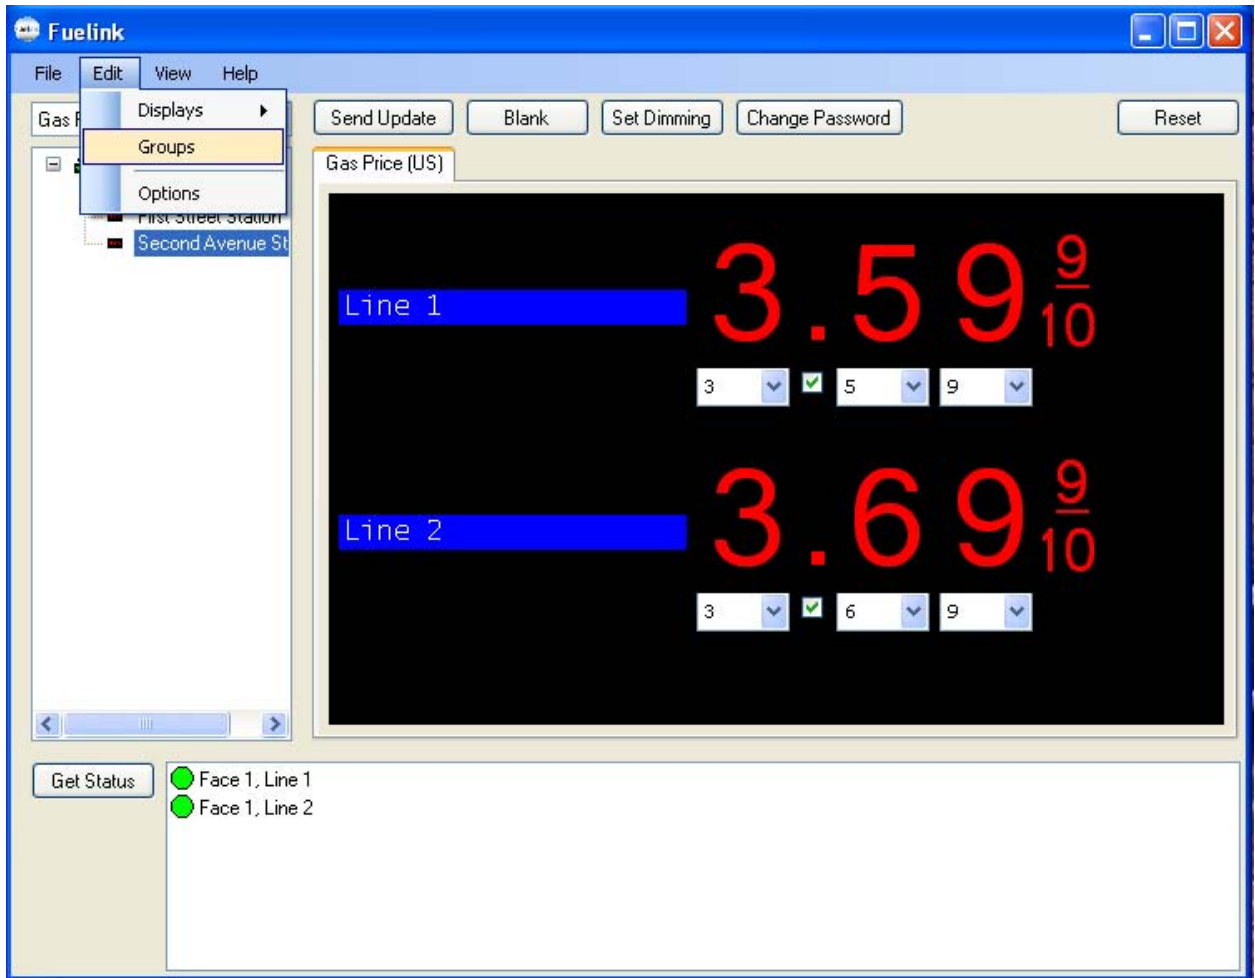 Fuelink
File Edit View Help
Gas
Displays
Groups
Options
Send Update Blank Set Dimming Change Password Reset
Gas Price (US)
First Street Station
Second Avenue St
Line 1
3.59 9/10
3 5 9
Line 2
3.69 9/10
3 6 9
Get Status
Face 1, Line 1
Face 1, Line 2